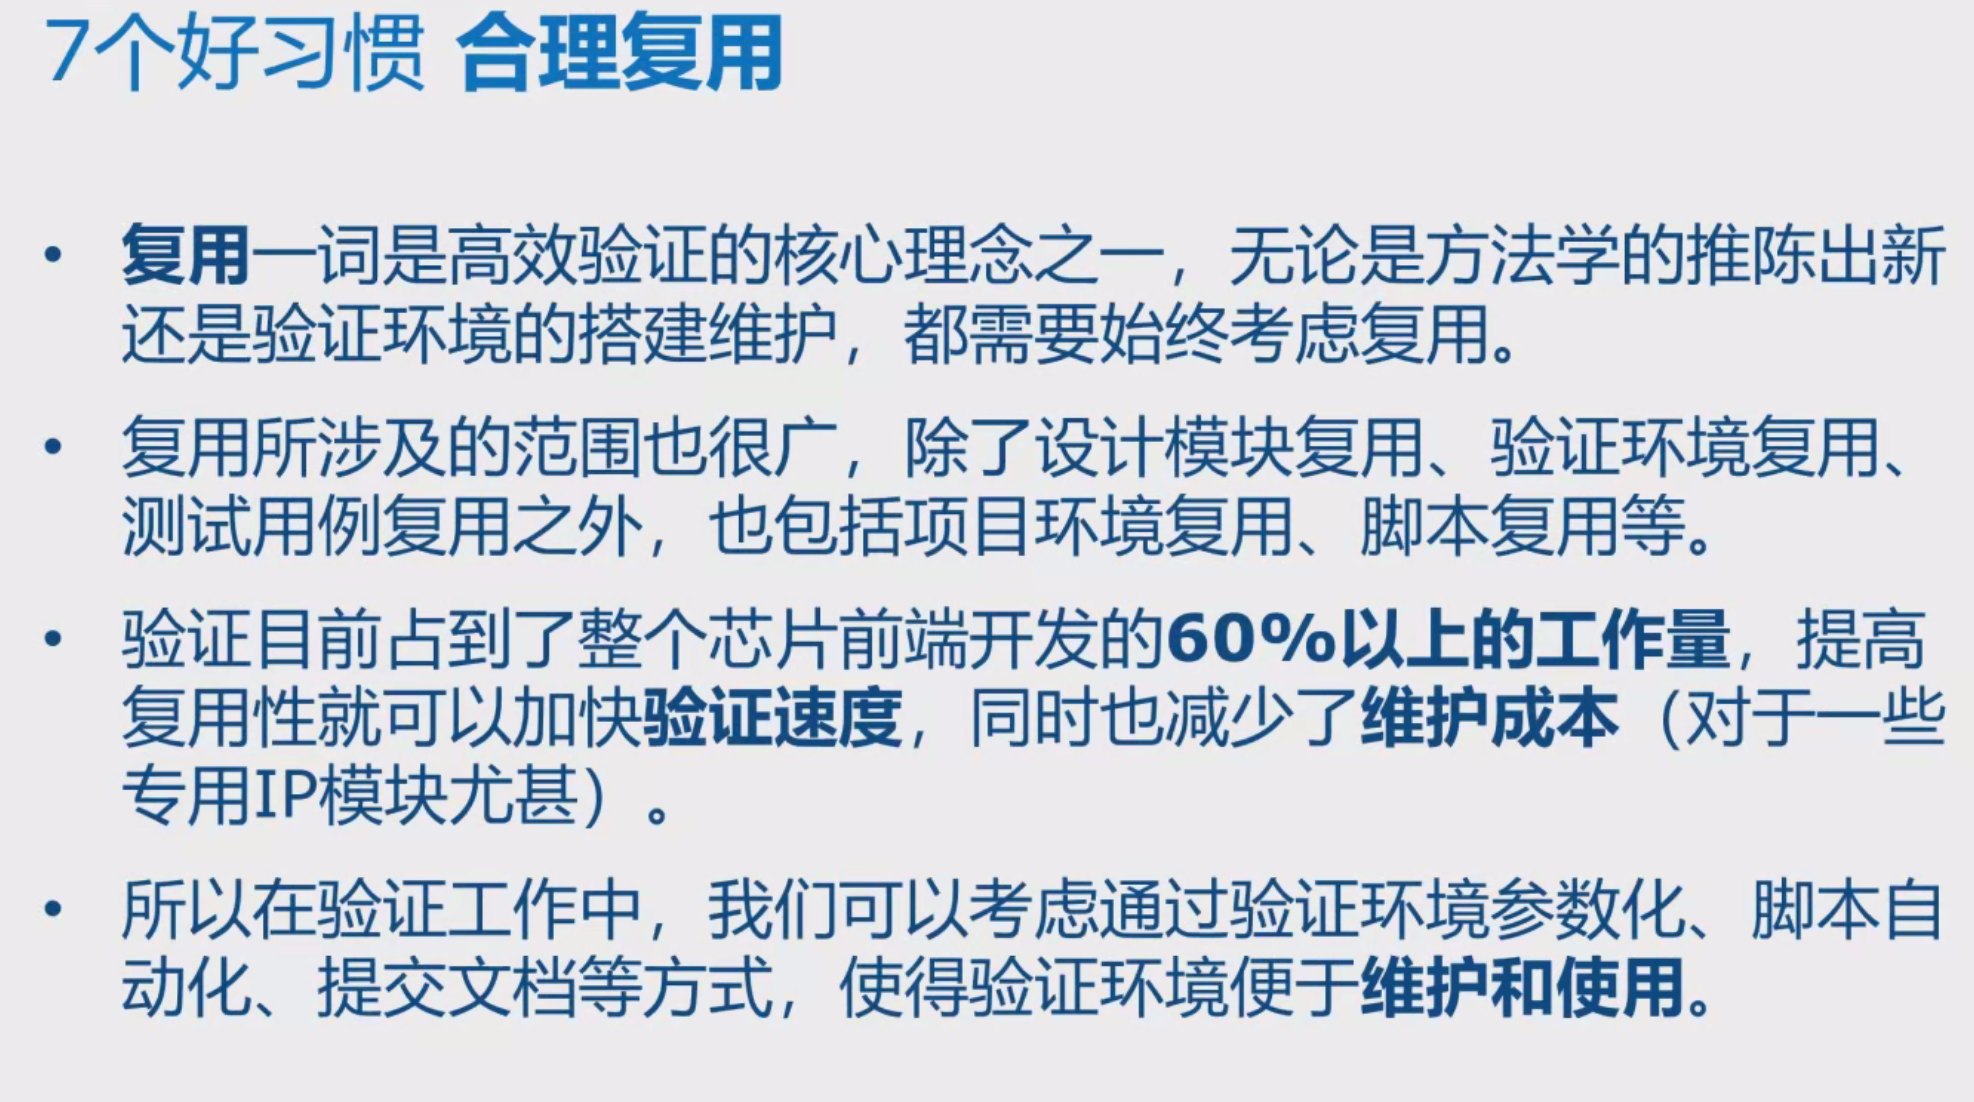 7个好习惯 合理复用
• 复用一词是高效验证的核心理念之一，无论是方法学的推陈出新
还是验证环境的搭建维护，都需要始终考虑复用。
• 复用所涉及的范围也很广，除了设计模块复用、验证环境复用、
测试用例复用之外，也包括项目环境复用、脚本复用等。
• 验证目前占到了整个芯片前端开发的60%以上的工作量，提高
复用性就可以加快验证速度，同时也减少了维护成本（对于一些
专用IP模块尤甚）。
• 所以在验证工作中，我们可以考虑通过验证环境参数化、脚本自
动化、提交文档等方式，使得验证环境便于维护和使用。